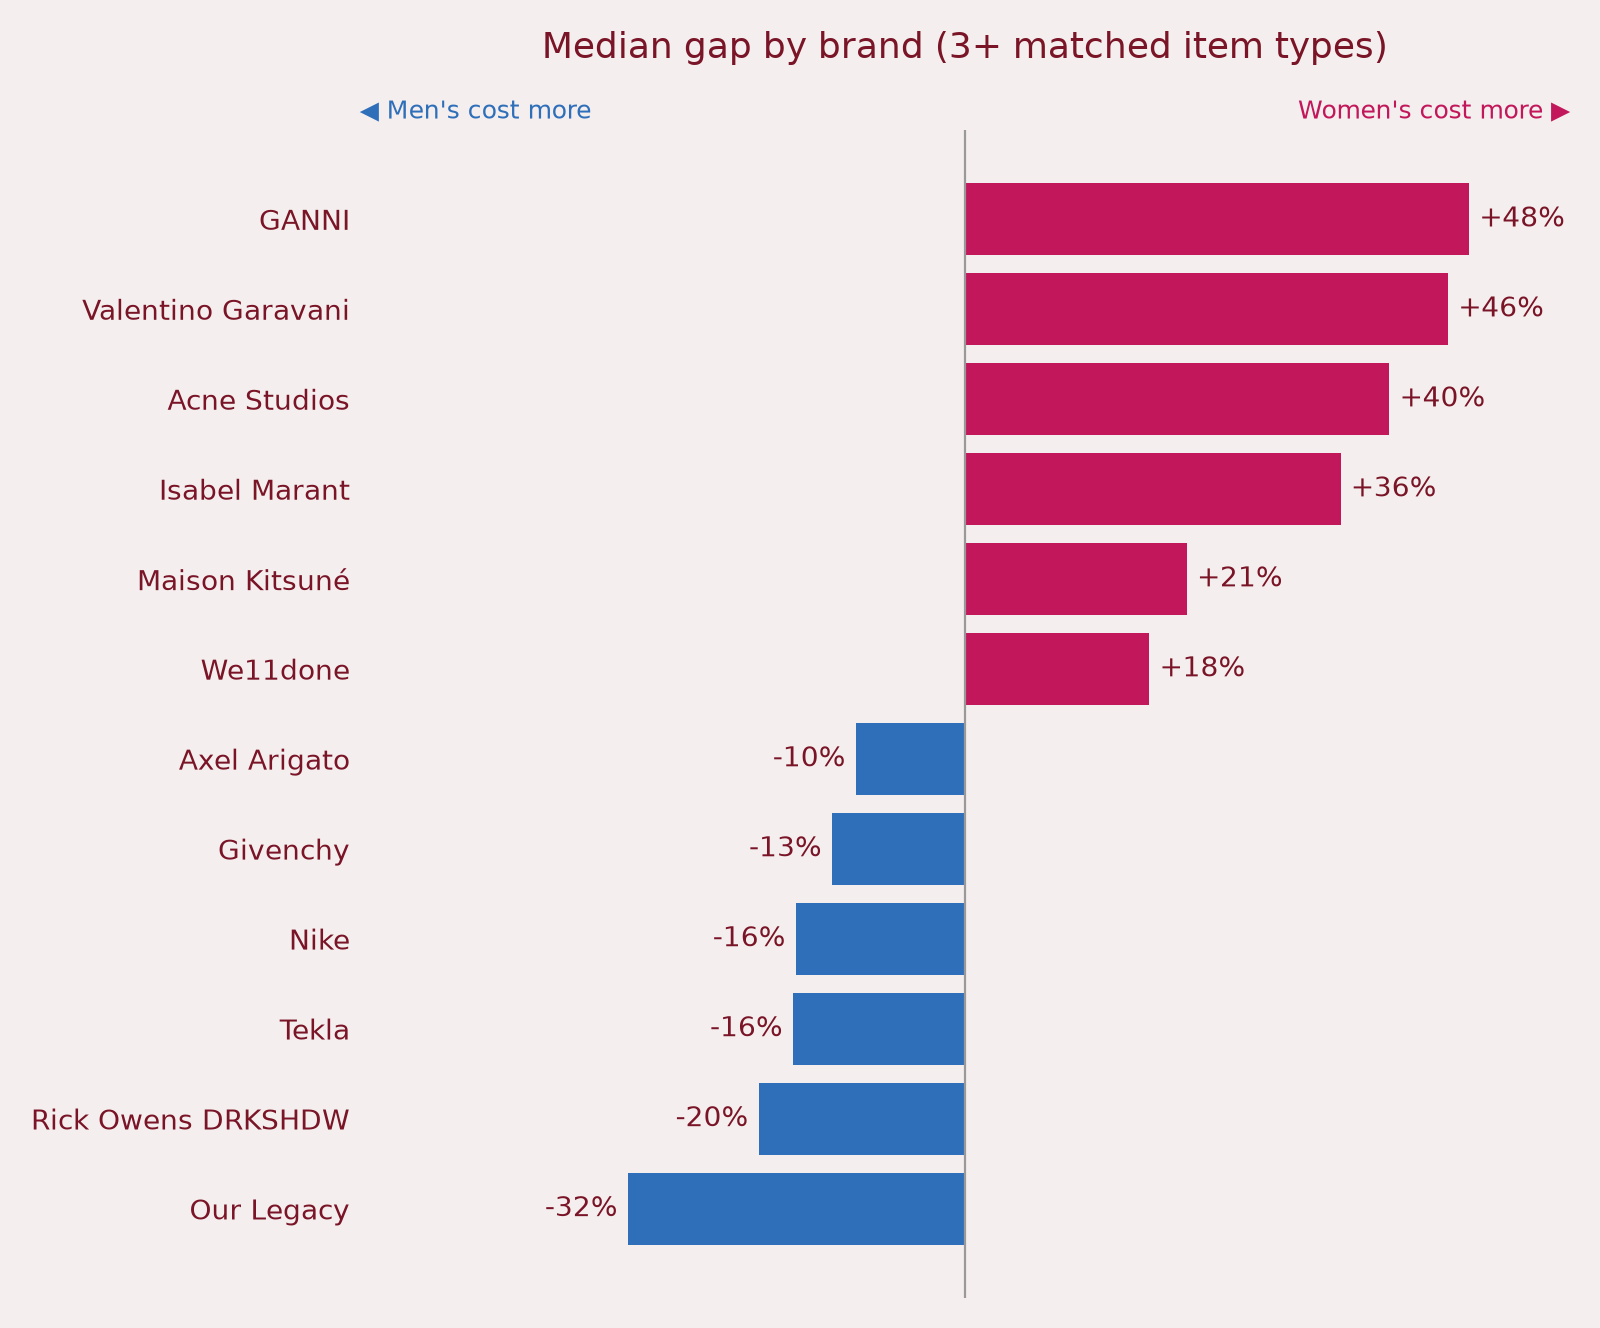 Median gap by brand (3+ matched item types)
◀ Men's cost more
Women's cost more ▶
GANNI +48%
Valentino Garavani +46%
Acne Studios +40%
Isabel Marant +36%
Maison Kitsuné +21%
We11done +18%
Axel Arigato -10%
Givenchy -13%
Nike -16%
Tekla -16%
Rick Owens DRKSHDW -20%
Our Legacy -32%